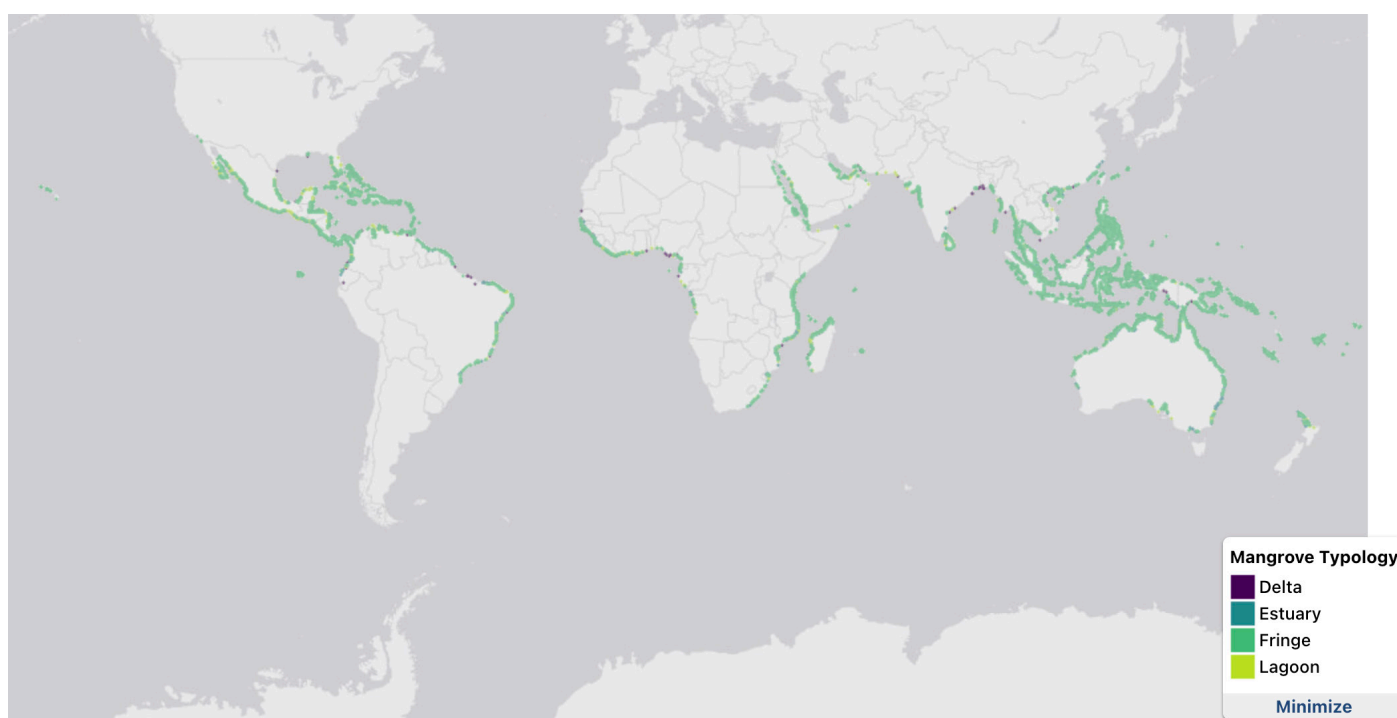 Mangrove Typology
Delta
Estuary
Fringe
Lagoon
Minimize